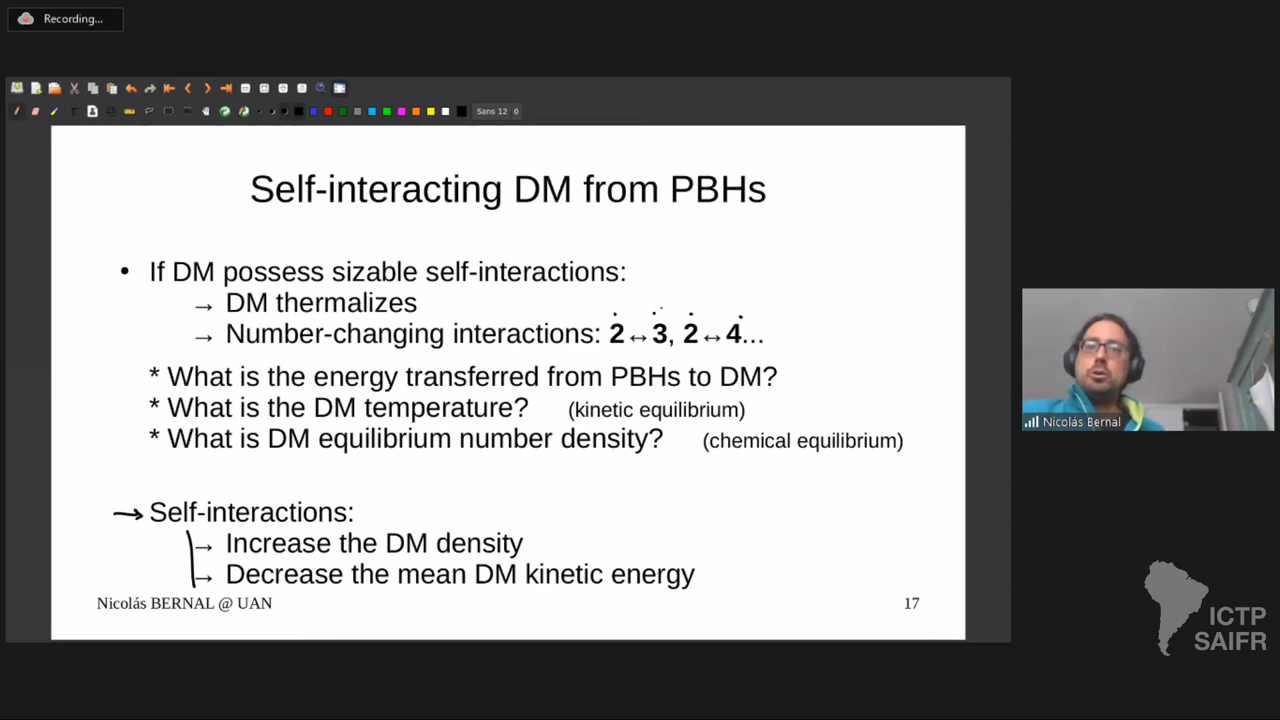 Recording...
Sans 12 0
Self-interacting DM from PBHs
• If DM possess sizable self-interactions:
→ DM thermalizes
→ Number-changing interactions: 2↔3, 2↔4...
* What is the energy transferred from PBHs to DM?
* What is the DM temperature? (kinetic equilibrium)
* What is DM equilibrium number density? (chemical equilibrium)
→ Self-interactions:
→ Increase the DM density
→ Decrease the mean DM kinetic energy
Nicolás BERNAL @ UAN 17
Nicolás Bernal
ICTP
SAIFR